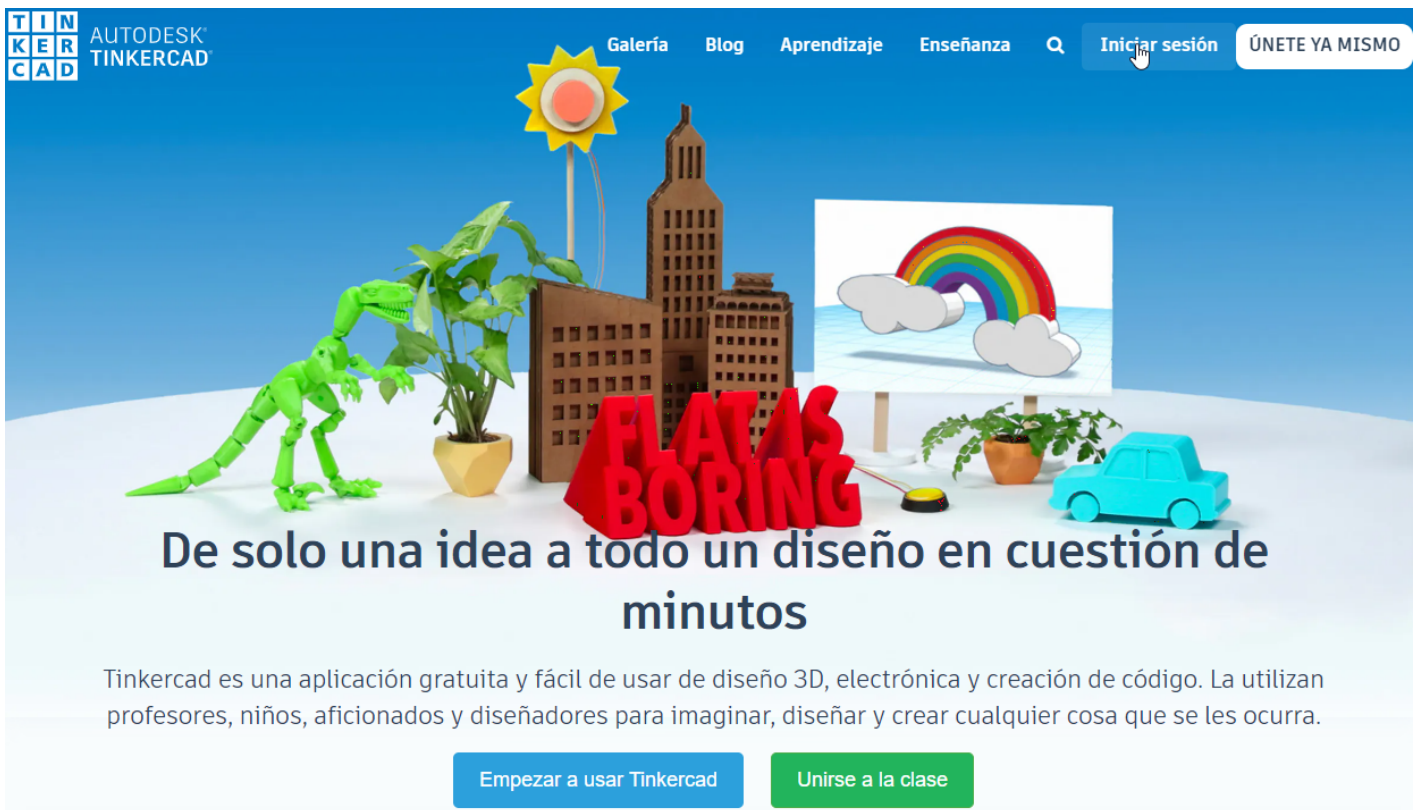 TIN
KER
CAD
AUTODESK®
TINKERCAD®
Galería
Blog
Aprendizaje
Enseñanza
Iniciar sesión
ÚNETE YA MISMO
FLAT IS
BORING
De solo una idea a todo un diseño en cuestión de
minutos
Tinkercad es una aplicación gratuita y fácil de usar de diseño 3D, electrónica y creación de código. La utilizan
profesores, niños, aficionados y diseñadores para imaginar, diseñar y crear cualquier cosa que se les ocurra.
Empezar a usar Tinkercad
Unirse a la clase